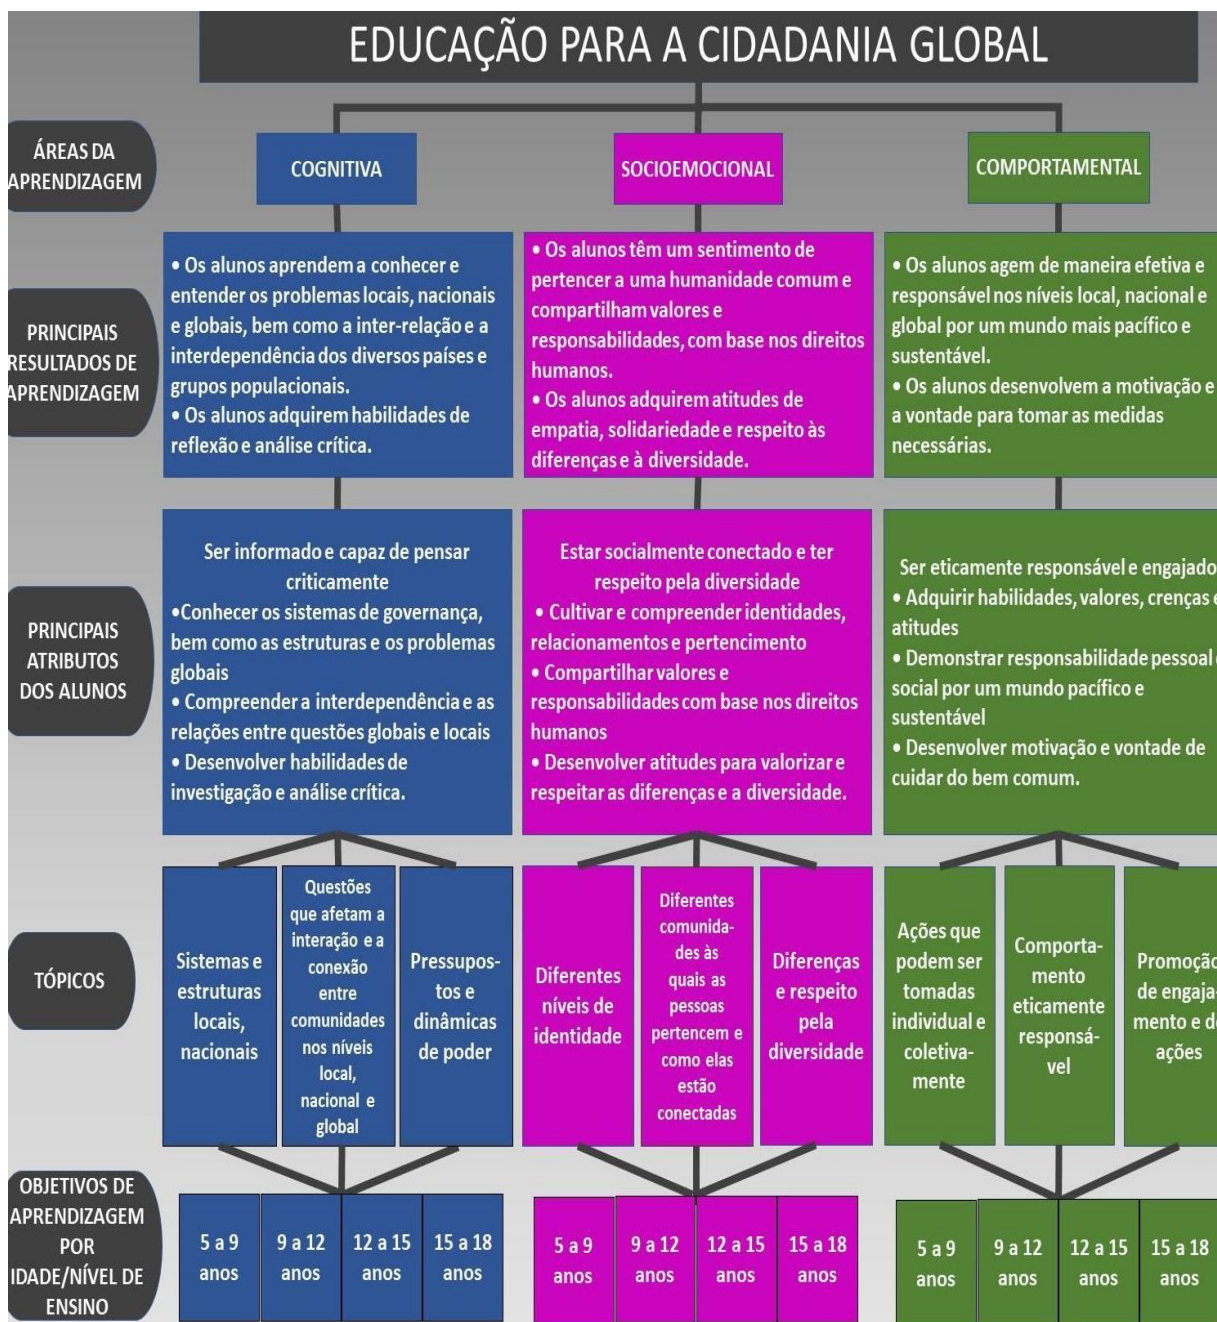 EDUCAÇÃO PARA A CIDADANIA GLOBAL
ÁREAS DA
APRENDIZAGEM
COGNITIVA
SOCIOEMOCIONAL
COMPORTAMENTAL
PRINCIPAIS
RESULTADOS DE
APRENDIZAGEM
• Os alunos aprendem a conhecer e
entender os problemas locais, nacionais
e globais, bem como a inter-relação e a
interdependência dos diversos países e
grupos populacionais.
• Os alunos adquirem habilidades de
reflexão e análise crítica.
• Os alunos têm um sentimento de
pertencer a uma humanidade comum e
compartilham valores e
responsabilidades, com base nos direitos
humanos.
• Os alunos adquirem atitudes de
empatia, solidariedade e respeito às
diferenças e à diversidade.
• Os alunos agem de maneira efetiva e
responsável nos níveis local, nacional e
global por um mundo mais pacífico e
sustentável.
• Os alunos desenvolvem a motivação e
a vontade para tomar as medidas
necessárias.
PRINCIPAIS
ATRIBUTOS
DOS ALUNOS
Ser informado e capaz de pensar
criticamente
•Conhecer os sistemas de governança,
bem como as estruturas e os problemas
globais
• Compreender a interdependência e as
relações entre questões globais e locais
• Desenvolver habilidades de
investigação e análise crítica.
Estar socialmente conectado e ter
respeito pela diversidade
• Cultivar e compreender identidades,
relacionamentos e pertencimento
• Compartilhar valores e
responsabilidades com base nos direitos
humanos
• Desenvolver atitudes para valorizar e
respeitar as diferenças e a diversidade.
Ser eticamente responsável e engajado
• Adquirir habilidades, valores, crenças e
atitudes
• Demonstrar responsabilidade pessoal
social por um mundo pacífico e
sustentável
• Desenvolver motivação e vontade de
cuidar do bem comum.
TÓPICOS
Sistemas e
estruturas
locais,
nacionais
Questões
que afetam a
interação e a
conexão
entre
comunidades
nos níveis
local,
nacional e
global
Pressupos-
tos e
dinâmicas
de poder
Diferentes
níveis de
identidade
Diferentes
comunida-
des às
quais as
pessoas
pertencem e
como elas
estão
conectadas
Diferenças
e respeito
pela
diversidade
Ações que
podem ser
tomadas
individual e
coletiva-
mente
Comporta-
mento
eticamente
responsá-
vel
Promoção
de engaja-
mento e
ações
OBJETIVOS DE
APRENDIZAGEM
POR
IDADE/NÍVEL DE
ENSINO
5 a 9
anos
9 a 12
anos
12 a 15
anos
15 a 18
anos
5 a 9
anos
9 a 12
anos
12 a 15
anos
15 a 18
anos
5 a 9
anos
9 a 12
anos
12 a 15
anos
15 a 18
anos